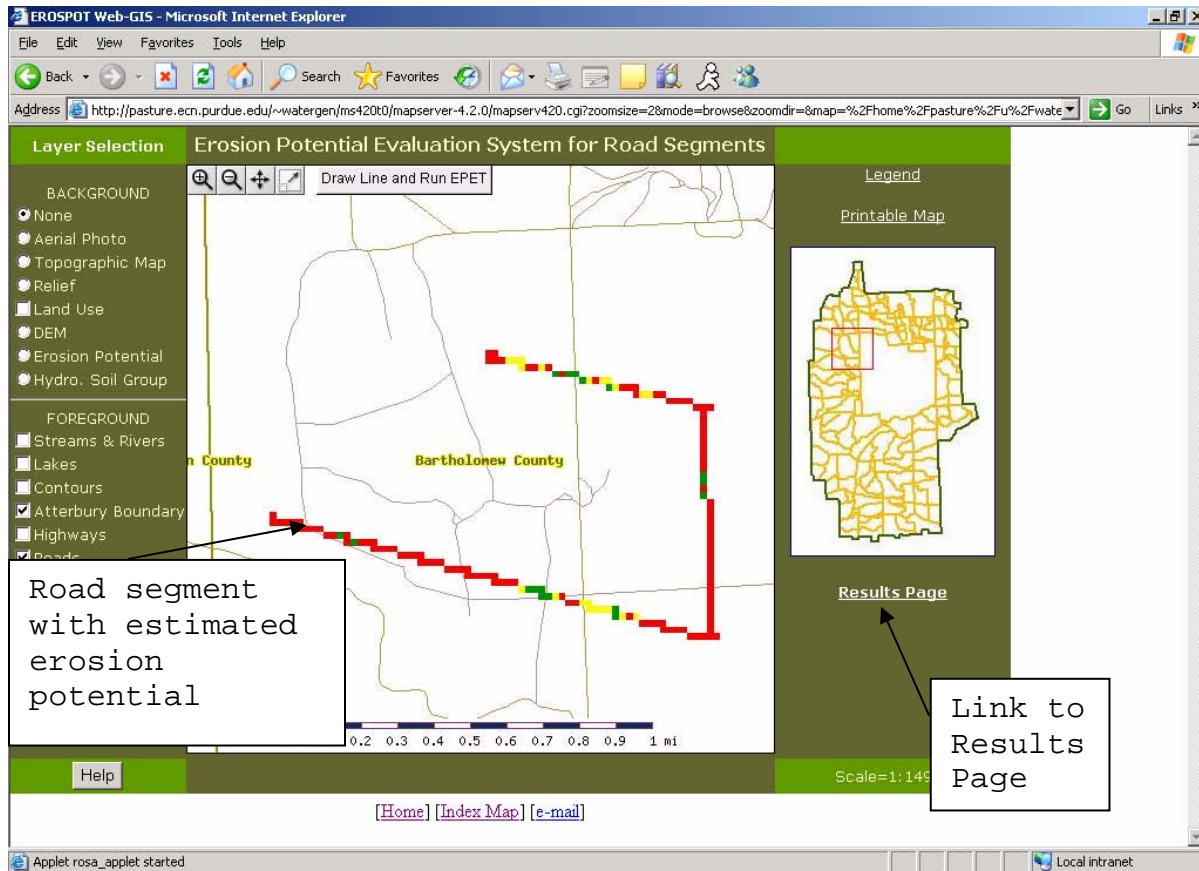 EROSPOT Web-GIS - Microsoft Internet Explorer
File Edit View Favorites Tools Help
Back Search Favorites
Address http://pasture.ecn.purdue.edu/~watergen/ms420t0/mapserver-4.2.0/mapserv420.cgi?zoomsize=2&mode=browse&zoomdir=&map=%2Fhome%2Fpasture%2Fu%2Fwate Go Links »
Layer Selection
Erosion Potential Evaluation System for Road Segments
Draw Line and Run EPET
Legend
Printable Map
BACKGROUND
None
Aerial Photo
Topographic Map
Relief
Land Use
DEM
Erosion Potential
Hydro. Soil Group
FOREGROUND
Streams & Rivers
Lakes
Contours
Atterbury Boundary
Highways
Roads
n County
Bartholomew County
Road segment
with estimated
erosion
potential
0.2 0.3 0.4 0.5 0.6 0.7 0.8 0.9 1 mi
Results Page
Link to
Results
Page
Help
Scale=1:149
[Home] [Index Map] [e-mail]
Applet rosa_applet started
Local intranet